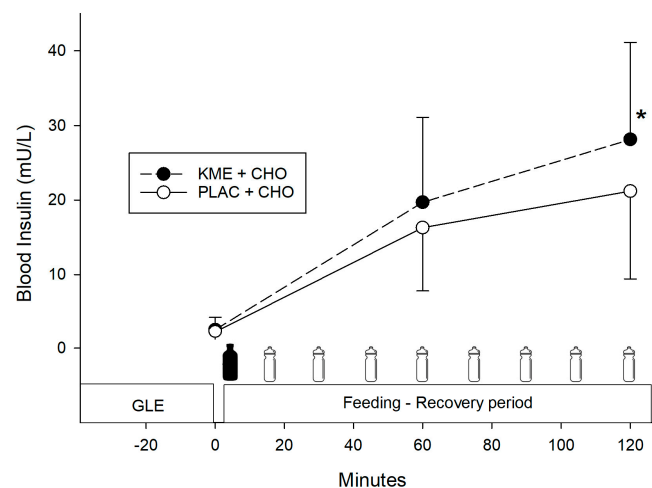 40
30
20
10
0
Blood Insulin (mU/L)
KME + CHO
PLAC + CHO
*
GLE
Feeding - Recovery period
-20 0 20 40 60 80 100 120
Minutes